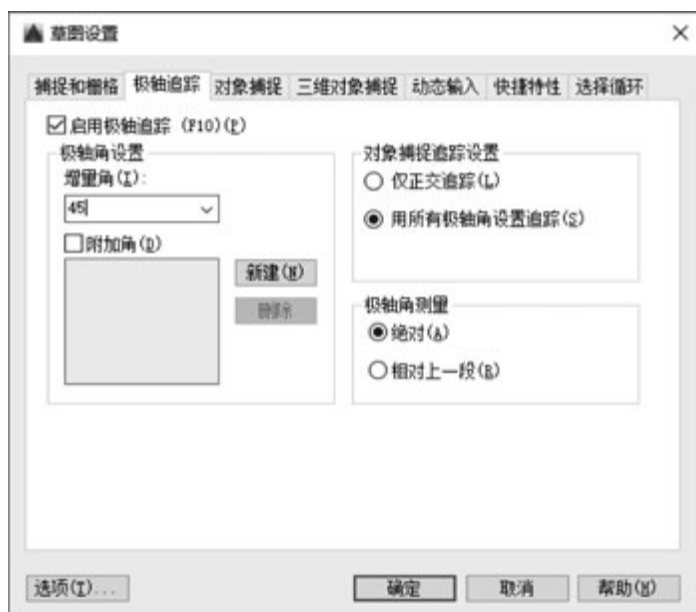 草图设置
捕捉和栅格 极轴追踪 对象捕捉 三维对象捕捉 动态输入 快捷特性 选择循环
启用极轴追踪 (F10)(P)
极轴角设置
增量角(I):
45
附加角(D)
新建(N)
删除
对象捕捉追踪设置
仅正交追踪(L)
用所有极轴角设置追踪(S)
极轴角测量
绝对(A)
相对上一段(R)
选项(T)...
确定
取消
帮助(H)